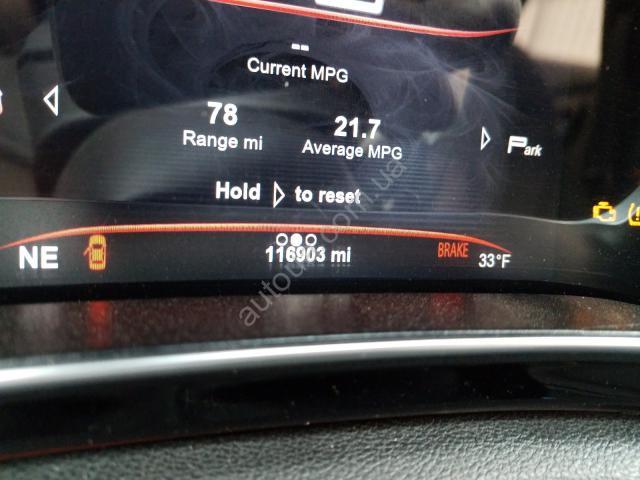 --
Current MPG
78
Range mi
21.7
Average MPG
Park
Hold ▷ to reset
NE
116903 mi
BRAKE
33°F